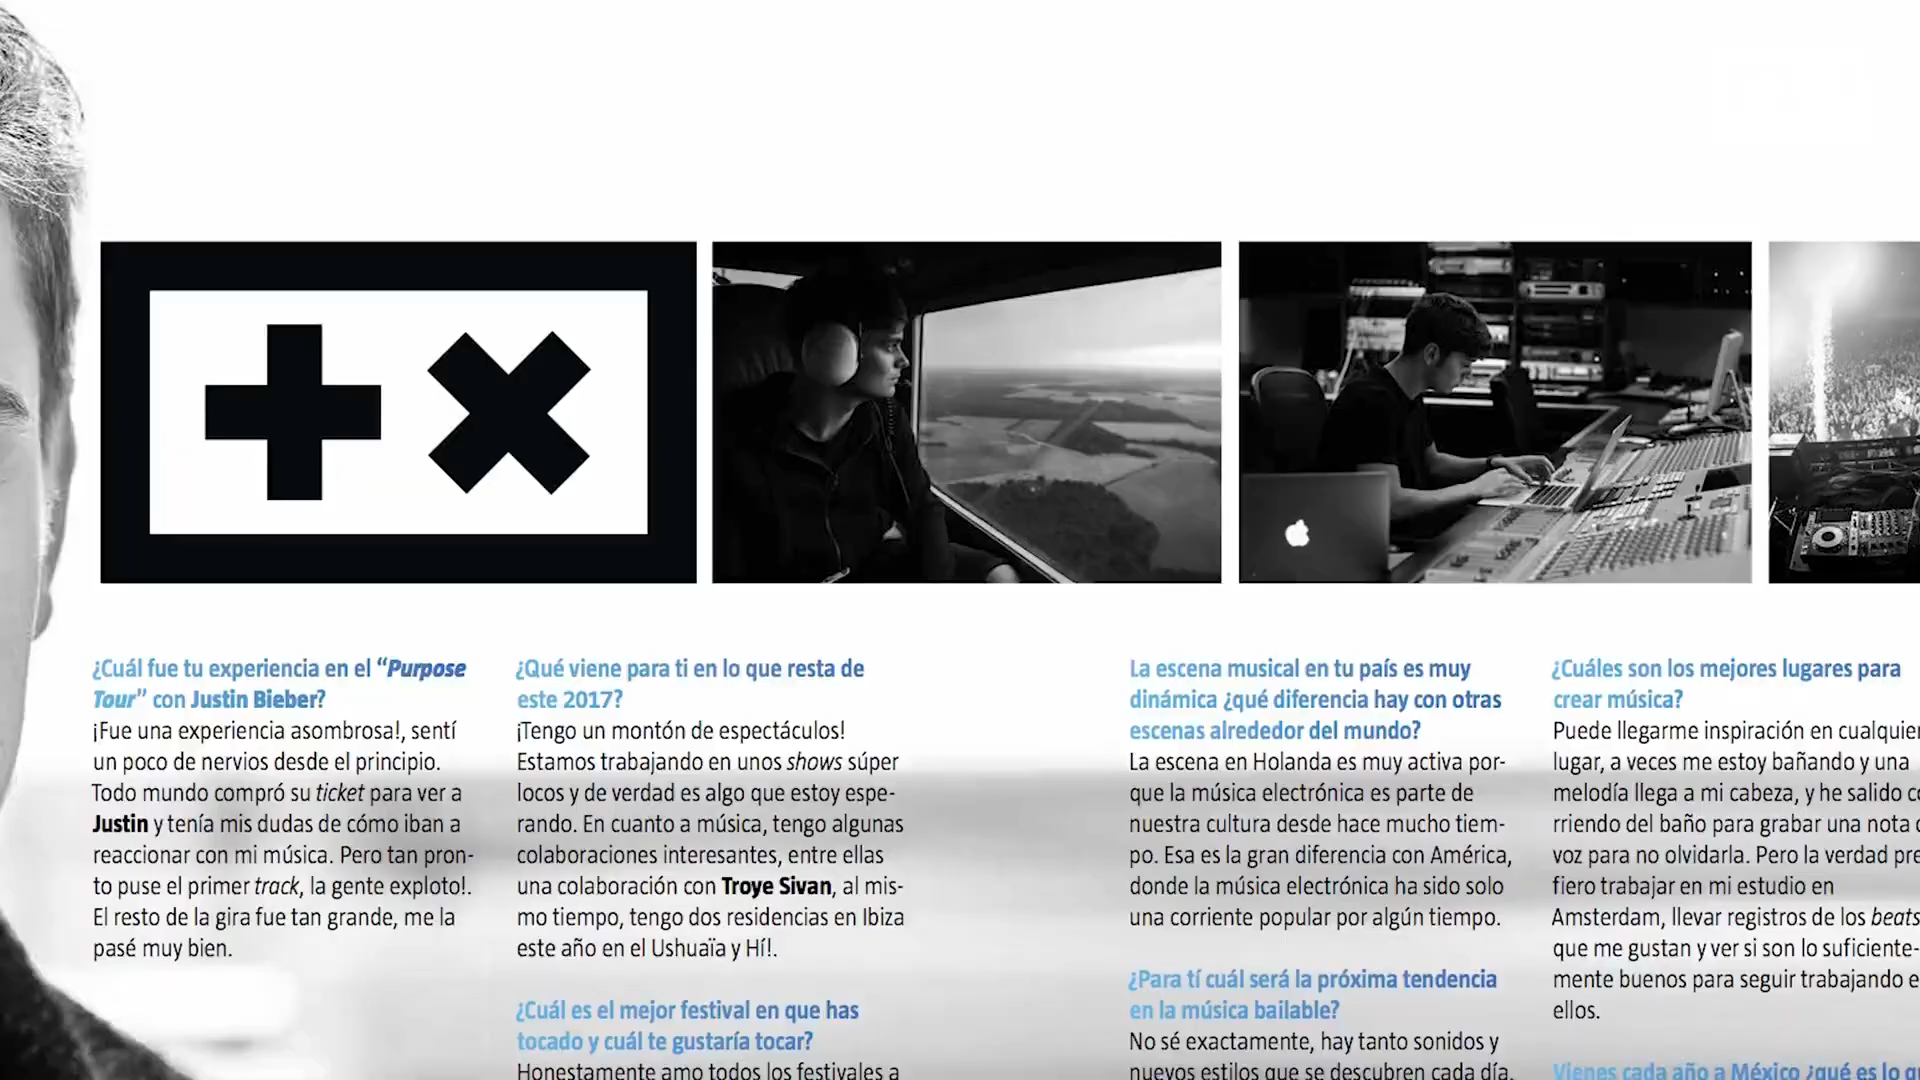 ¿Cuál fue tu experiencia en el “Purpose
Tour” con Justin Bieber?
¡Fue una experiencia asombrosa!, sentí
un poco de nervios desde el principio.
Todo mundo compró su ticket para ver a
Justin y tenía mis dudas de cómo iban a
reaccionar con mi música. Pero tan pron-
to puse el primer track, la gente exploto!.
El resto de la gira fue tan grande, me la
pasé muy bien.
¿Qué viene para ti en lo que resta de
este 2017?
¡Tengo un montón de espectáculos!
Estamos trabajando en unos shows súper
locos y de verdad es algo que estoy espe-
rando. En cuanto a música, tengo algunas
colaboraciones interesantes, entre ellas
una colaboración con Troye Sivan, al mis-
mo tiempo, tengo dos residencias en Ibiza
este año en el Ushuaïa y Hï!.
¿Cuál es el mejor festival en que has
tocado y cuál te gustaría tocar?
Honestamente amo todos los festivales a
La escena musical en tu país es muy
dinámica ¿qué diferencia hay con otras
escenas alrededor del mundo?
La escena en Holanda es muy activa por-
que la música electrónica es parte de
nuestra cultura desde hace mucho tiem-
po. Esa es la gran diferencia con América,
donde la música electrónica ha sido solo
una corriente popular por algún tiempo.
¿Para tí cuál será la próxima tendencia
en la música bailable?
No sé exactamente, hay tanto sonidos y
nuevos estilos que se descubren cada día,
¿Cuáles son los mejores lugares para
crear música?
Puede llegarme inspiración en cualquier
lugar, a veces me estoy bañando y una
melodía llega a mi cabeza, y he salido co
rriendo del baño para grabar una nota d
voz para no olvidarla. Pero la verdad pre
fiero trabajar en mi estudio en
Amsterdam, llevar registros de los beats
que me gustan y ver si son lo suficiente-
mente buenos para seguir trabajando e
ellos.
Vienes cada año a México ¿qué es lo qu